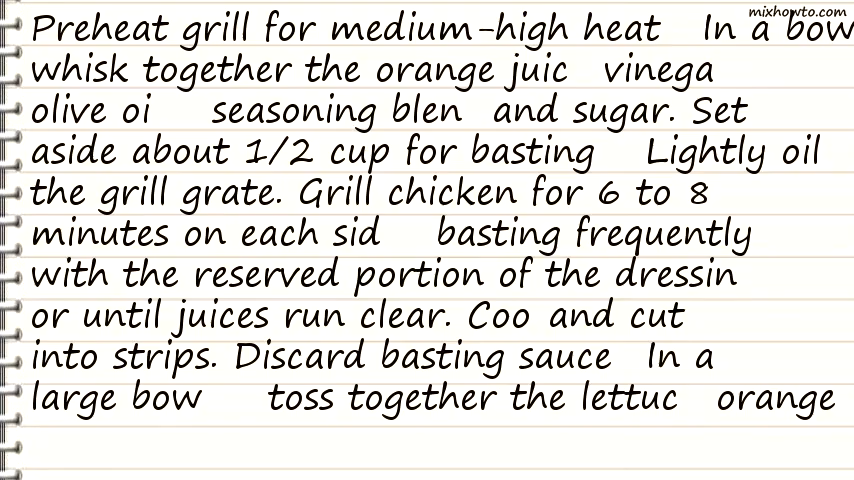 mixhowto.com
Preheat grill for medium-high heat In a bow
whisk together the orange juic vinega
olive oi seasoning blen and sugar. Set
aside about 1/2 cup for basting Lightly oil
the grill grate. Grill chicken for 6 to 8
minutes on each sid basting frequently
with the reserved portion of the dressin
or until juices run clear. Coo and cut
into strips. Discard basting sauce In a
large bow toss together the lettuc orange